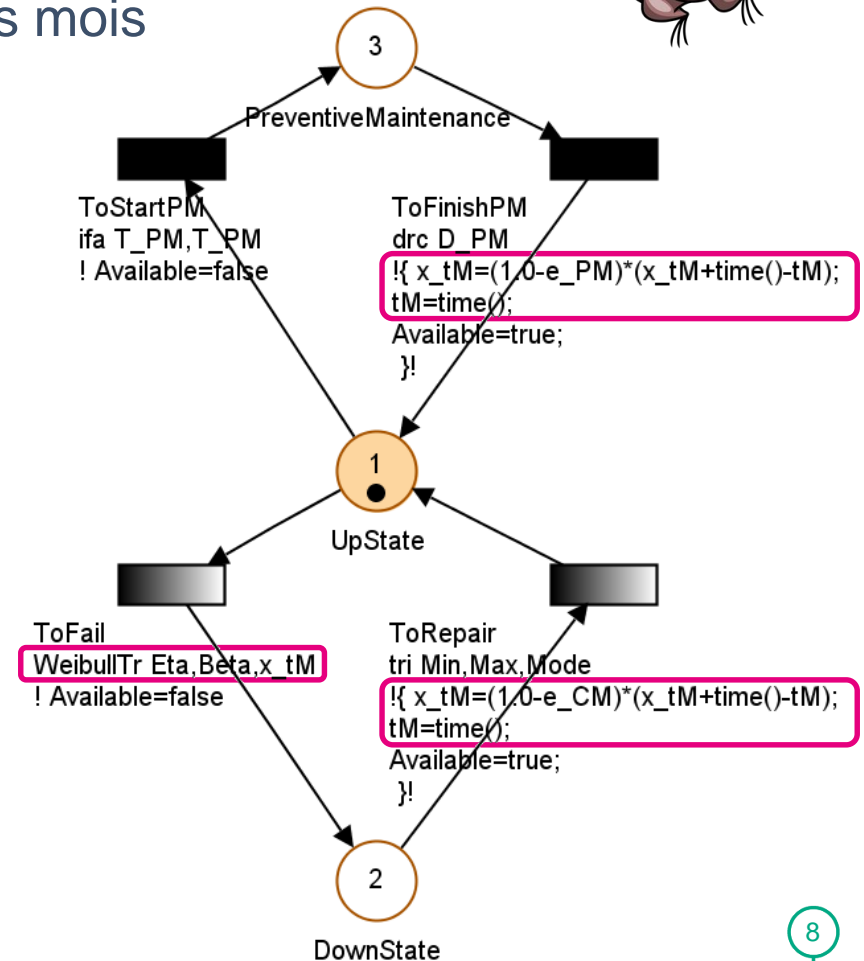 s mois
3
PreventiveMaintenance
ToStartPM
ifa T_PM,T_PM
! Available=false
ToFinishPM
drc D_PM
!{ x_tM=(1.0-e_PM)*(x_tM+time()-tM);
tM=time();
Available=true;
}!
1
UpState
ToFail
WeibullTr Eta,Beta,x_tM
! Available=false
ToRepair
tri Min,Max,Mode
!{ x_tM=(1.0-e_CM)*(x_tM+time()-tM);
tM=time();
Available=true;
}!
2
DownState
8